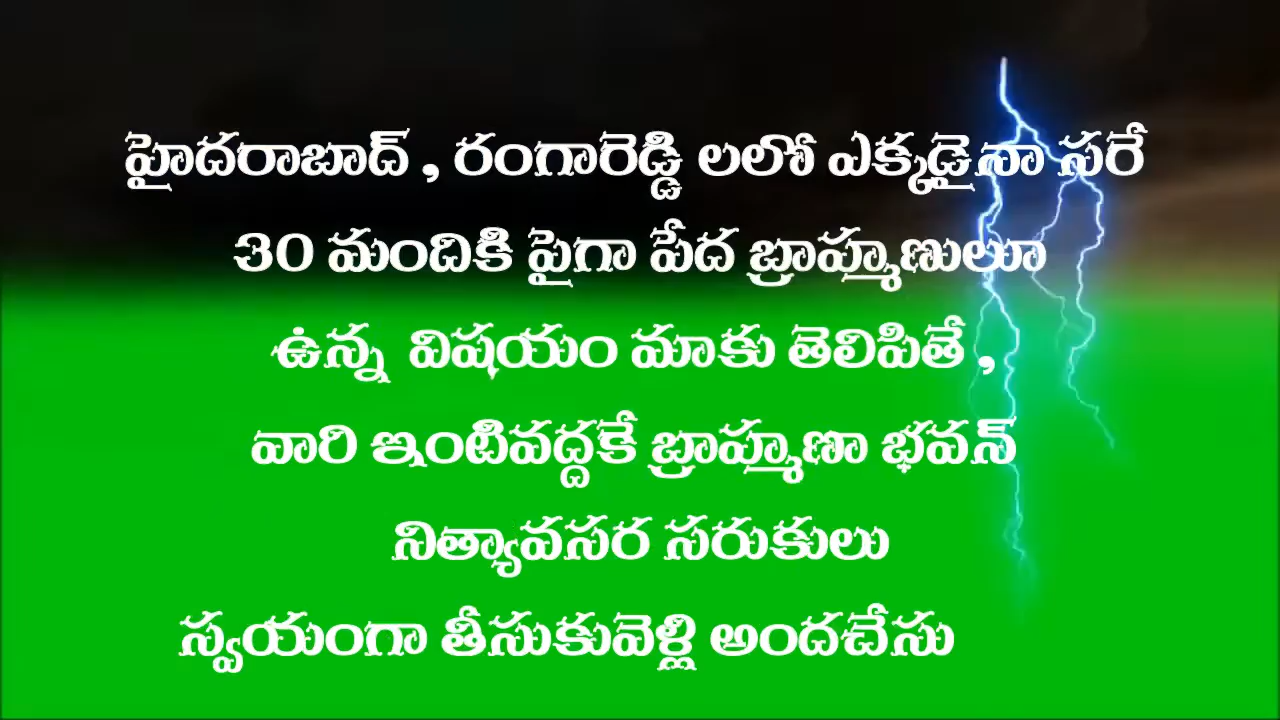 హైదరాబాద్ , రంగారెడ్డి లలో ఎక్కడైనా సరే
30 మందికి పైగా పేద బ్రాహ్మణులూ
ఉన్న విషయం మాకు తెలిపితే ,
వారి ఇంటివద్దకే బ్రాహ్మణా భవన్
నిత్యావసర సరుకులు
స్వయంగా తీసుకువెళ్లి అందచేసు